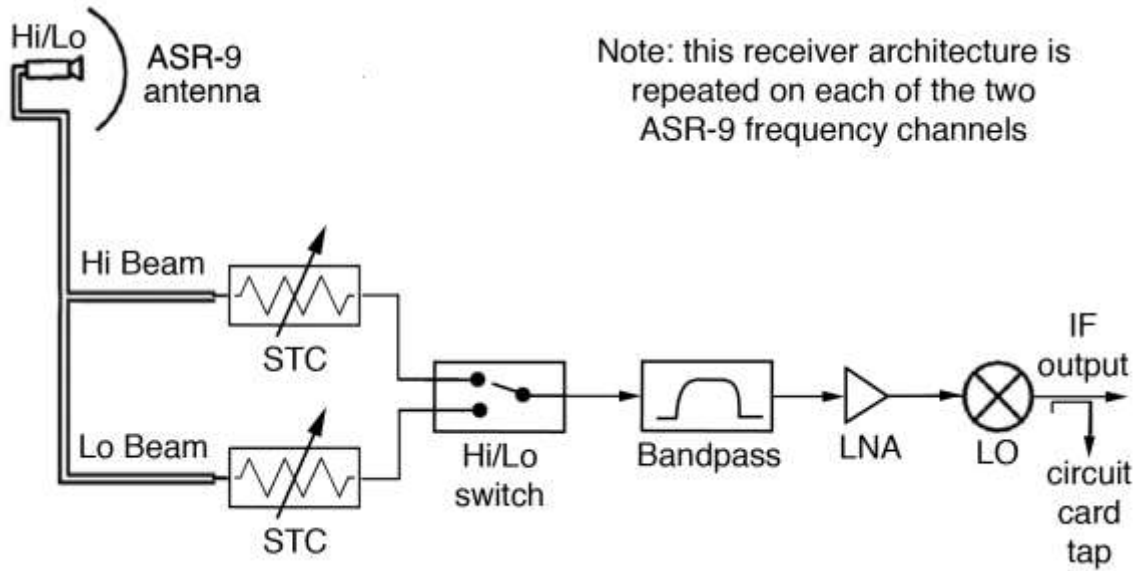 Hi/Lo
ASR-9
antenna
Note: this receiver architecture is
repeated on each of the two
ASR-9 frequency channels
Hi Beam
STC
Lo Beam
STC
Hi/Lo
switch
Bandpass
LNA
LO
IF
output
circuit
card
tap